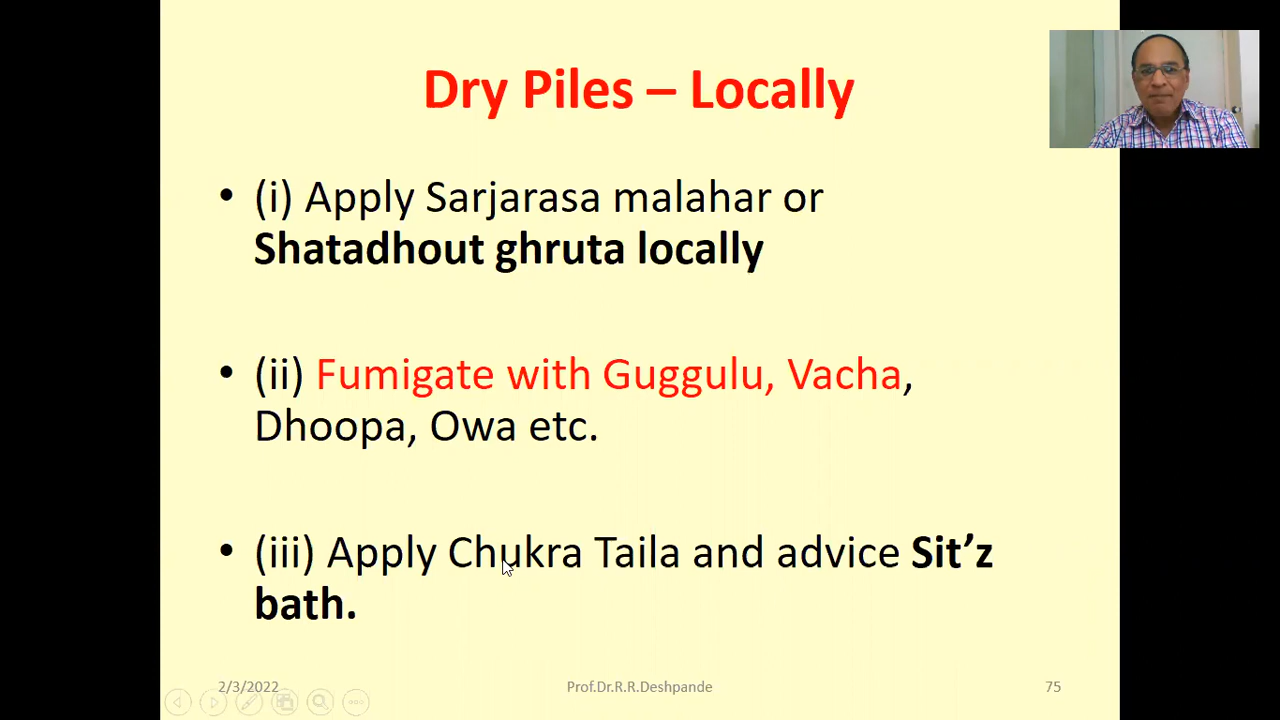 Dry Piles – Locally
• (i) Apply Sarjarasa malahar or
Shatadhout ghruta locally
• (ii) Fumigate with Guggulu, Vacha,
Dhoopa, Owa etc.
• (iii) Apply Chukra Taila and advice Sit’z
bath.
2/3/2022
Prof.Dr.R.R.Deshpande
75